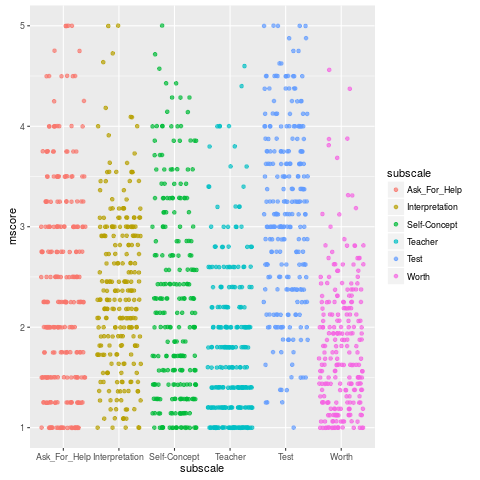 5
4
3
2
1
mscore
Ask_For_Help Interpretation Self-Concept Teacher Test Worth
subscale
subscale
Ask_For_Help
Interpretation
Self-Concept
Teacher
Test
Worth